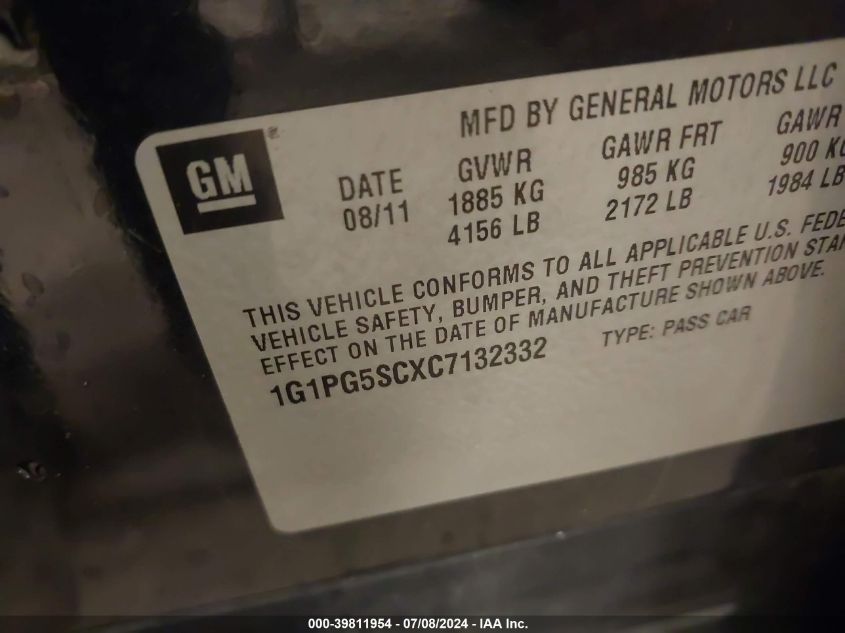 MFD BY GENERAL MOTORS LLC
GM
DATE GVWR GAWR FRT GAWR
08/11 1885 KG 985 KG 900
4156 LB 2172 LB 1984 LB
THIS VEHICLE CONFORMS TO ALL APPLICABLE U.S.
VEHICLE SAFETY, BUMPER, AND THEFT PREVENTION
EFFECT ON THE DATE OF MANUFACTURE SHOWN ABOVE.
1G1PG5SCXC7132332 TYPE: PASS CAR
000-39811954 - 07/08/2024 - IAA Inc.